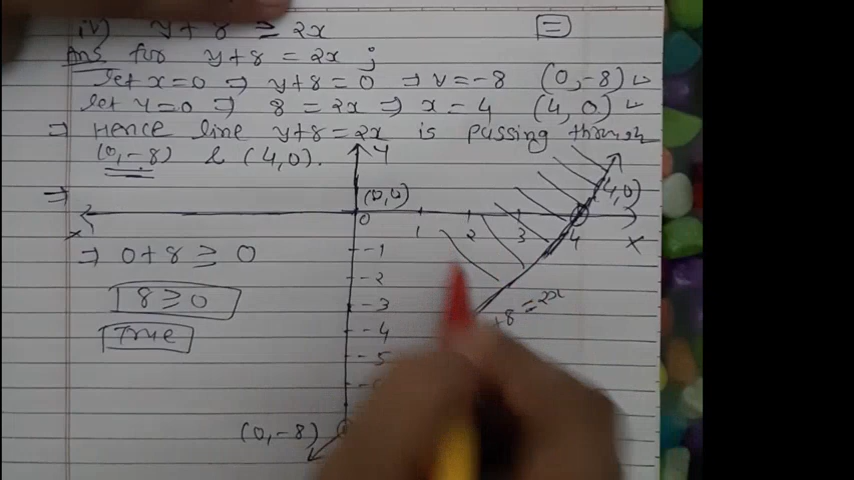 iv) y + 8 ≥ 2x
Ans for y+8 = 2x ;
let x=0 ⇒ y+8=0 ⇒ y=-8 (0,-8) ✓
let y=0 ⇒ 8=2x ⇒ x=4 (4,0) ✓
⇒ Hence line y+8=2x is passing through
(0,-8) & (4,0).
Y
⇒
(0,0)
(4,0)
X' 0 1 2 3 4 X
⇒ 0+8 ≥ 0
8 ≥ 0
True
-1
-2
-3
-4
-5
+8 = 2x
(0,-8)